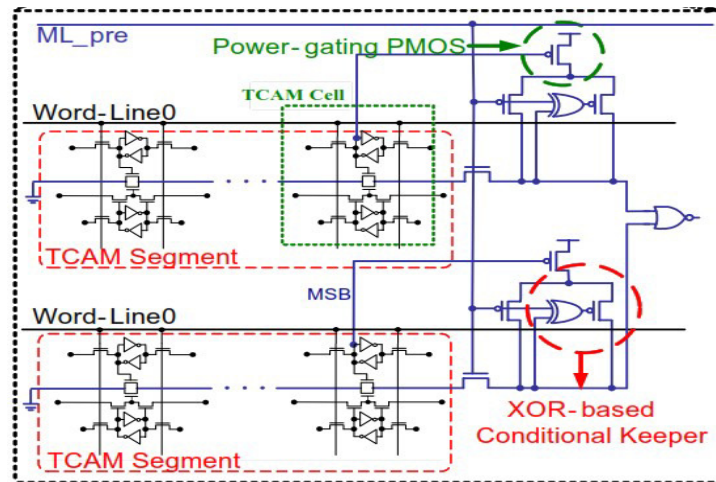 ML_pre
Power-gating PMOS
TCAM Cell
Word-Line0
TCAM Segment
MSB
Word-Line0
XOR-based
Conditional Keeper
TCAM Segment